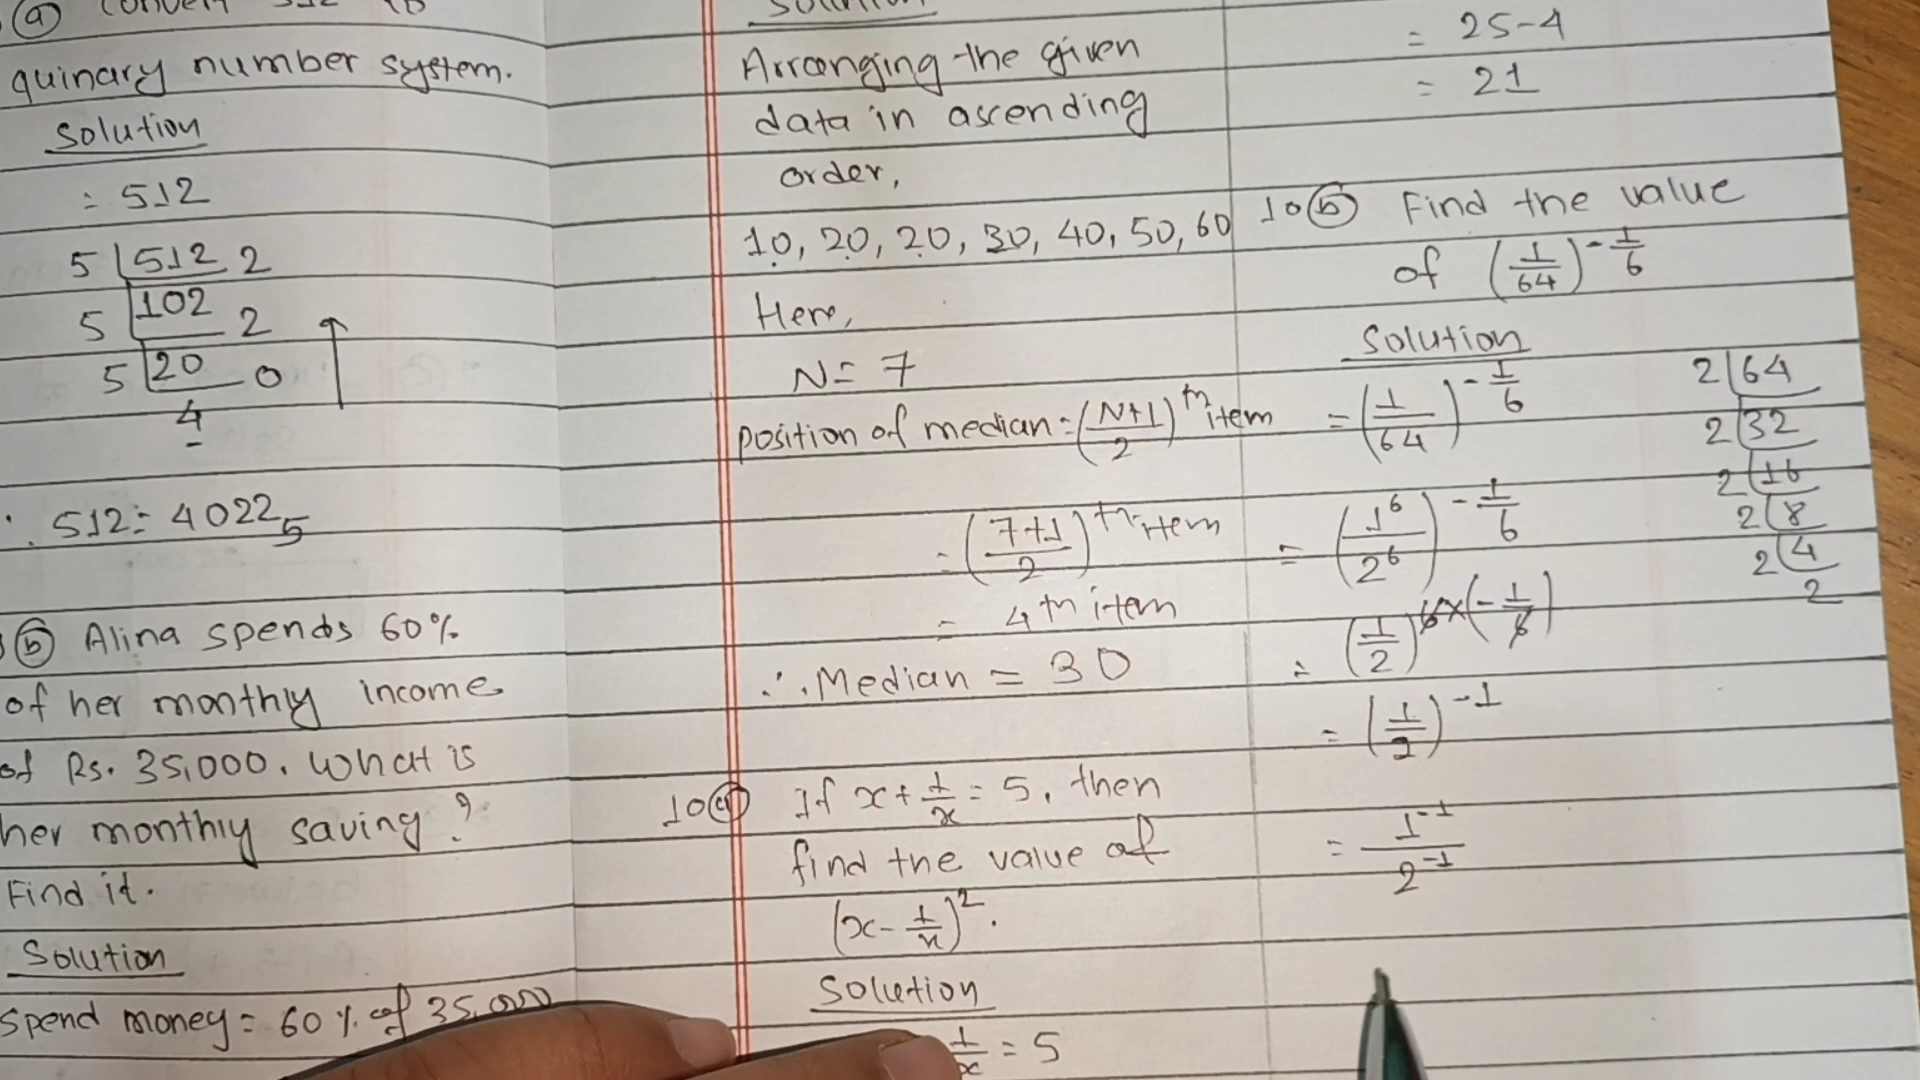 (a) Convert 512 to
quinary number system.
Solution
= 512
5 | 512 2
5 | 102 2
5 | 20 0
4
∴ 512 = 4022₅
(b) Alina spends 60%
of her monthly income
of Rs. 35,000. What is
her monthly saving?
Find it.
Solution
Spend money = 60% of 35,000
Solution
Arranging the given
data in ascending
order,
10, 20, 20, 30, 40, 50, 60
Here,
N = 7
Position of median = (N+1/2)th item
= (7+1/2)th item
= 4th item
∴ Median = 30
10(a) If x + 1/x = 5, then
find the value of
(x - 1/x)².
Solution
1/x = 5
= 25-4
= 21
10(b) Find the value
of (1/64)^-1/6
Solution
= (1/64)^-1/6
= (1⁶/2⁶)^-1/6
= (1/2)^6×(-1/6)
= (1/2)^-1
= 1^-1/2^-1
2 | 64
2 | 32
2 | 16
2 | 8
2 | 4
2